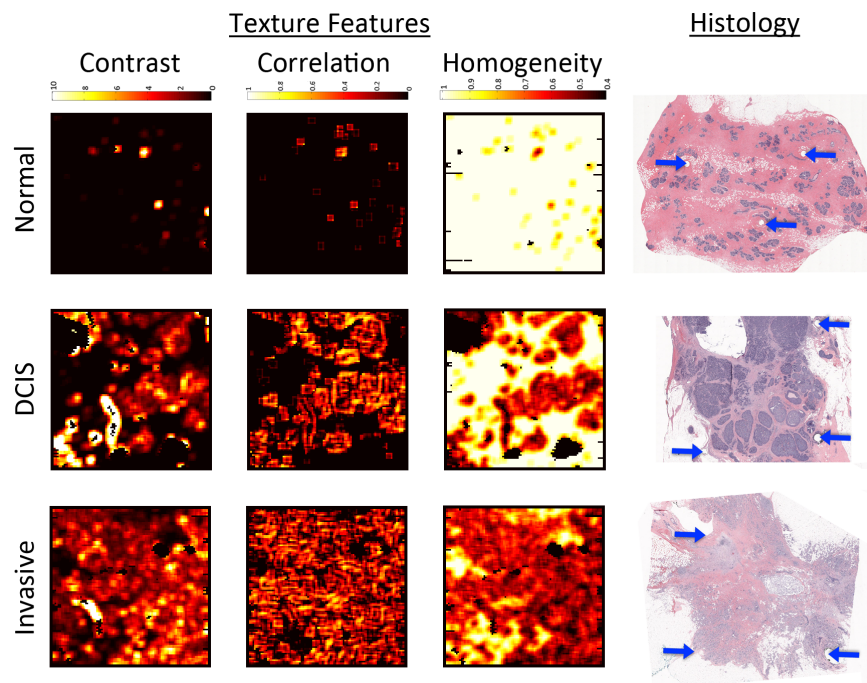 Texture Features
Histology
Contrast
Correlation
Homogeneity
10 8 6 4 2 0
1 0.8 0.6 0.4 0.2 0
1 0.9 0.8 0.7 0.6 0.5 0.4
Normal
DCIS
Invasive